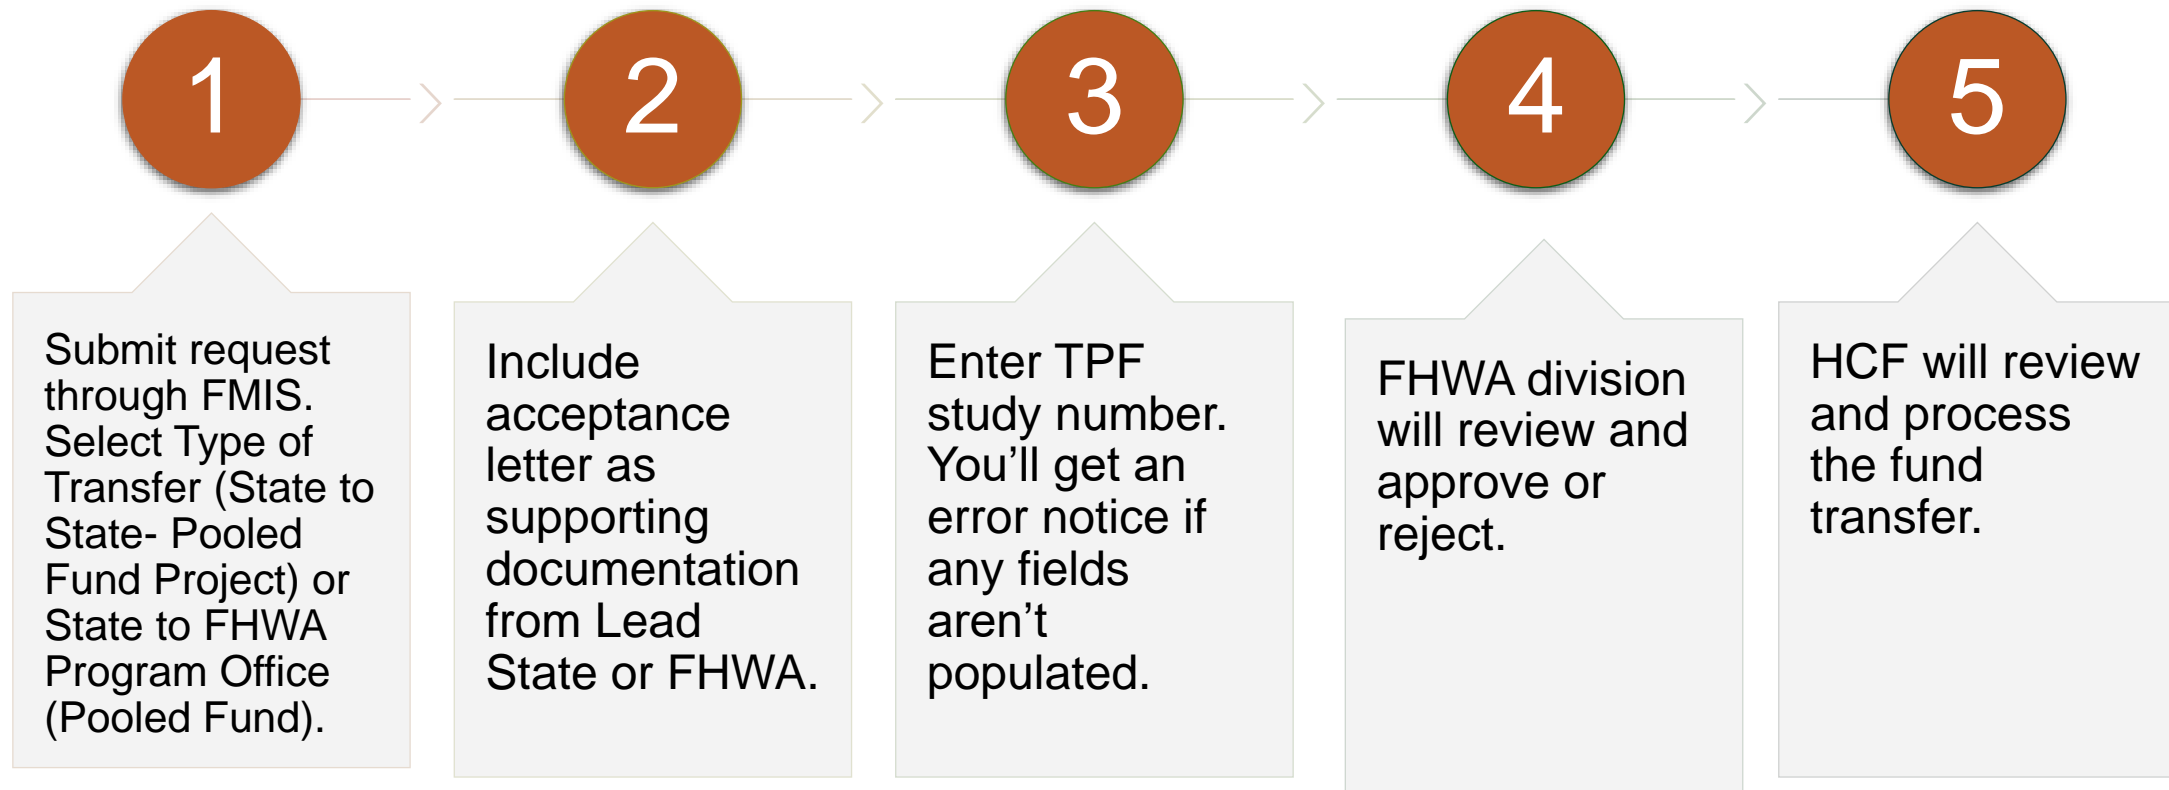 1
2
3
4
5
Submit request
through FMIS.
Select Type of
Transfer (State to
State- Pooled
Fund Project) or
State to FHWA
Program Office
(Pooled Fund).
Include
acceptance
letter as
supporting
documentation
from Lead
State or FHWA.
Enter TPF
study number.
You’ll get an
error notice if
any fields
aren’t
populated.
FHWA division
will review and
approve or
reject.
HCF will review
and process
the fund
transfer.